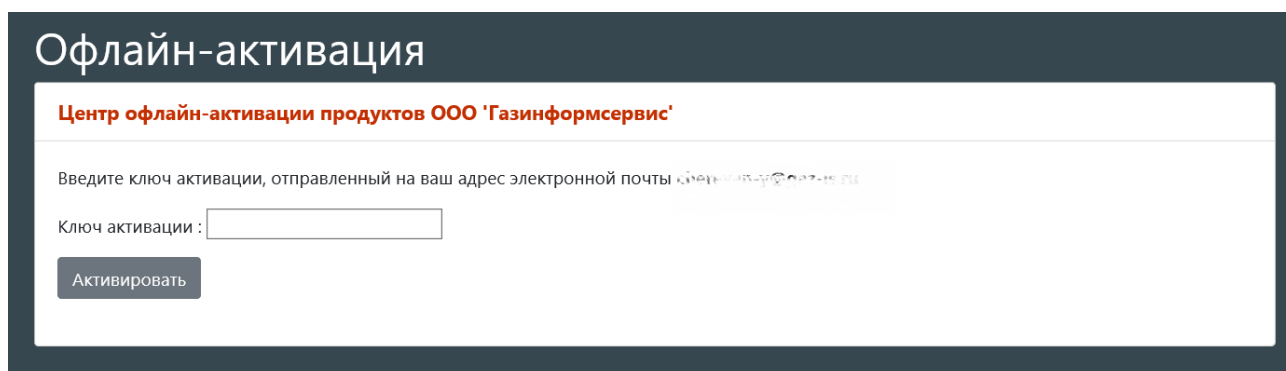 Офлайн-активация
Центр офлайн-активации продуктов ООО 'Газинформсервис'
Введите ключ активации, отправленный на ваш адрес электронной почты
Ключ активации :
Активировать